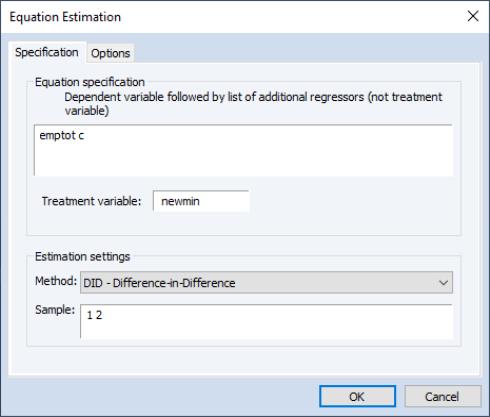 Equation Estimation
Specification
Options
Equation specification
Dependent variable followed by list of additional regressors (not treatment
variable)
emptot c
Treatment variable: newmin
Estimation settings
Method: DID - Difference-in-Difference
Sample: 1 2
OK
Cancel